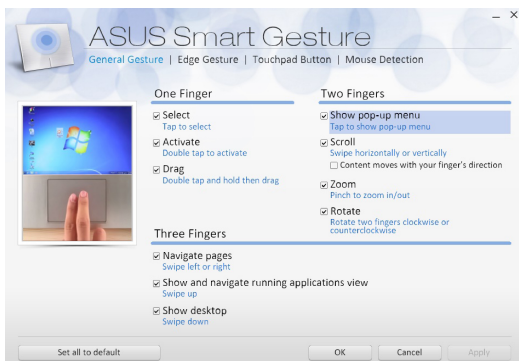 ASUS Smart Gesture
General Gesture | Edge Gesture | Touchpad Button | Mouse Detection
One Finger
Select
Tap to select
Activate
Double tap to activate
Drag
Double tap and hold then drag
Two Fingers
Show pop-up menu
Tap to show pop-up menu
Scroll
Swipe horizontally or vertically
Content moves with your finger's direction
Zoom
Pinch to zoom in/out
Rotate
Rotate two fingers clockwise or
counterclockwise
Three Fingers
Navigate pages
Swipe left or right
Show and navigate running applications view
Swipe up
Show desktop
Swipe down
Set all to default
OK
Cancel
Apply